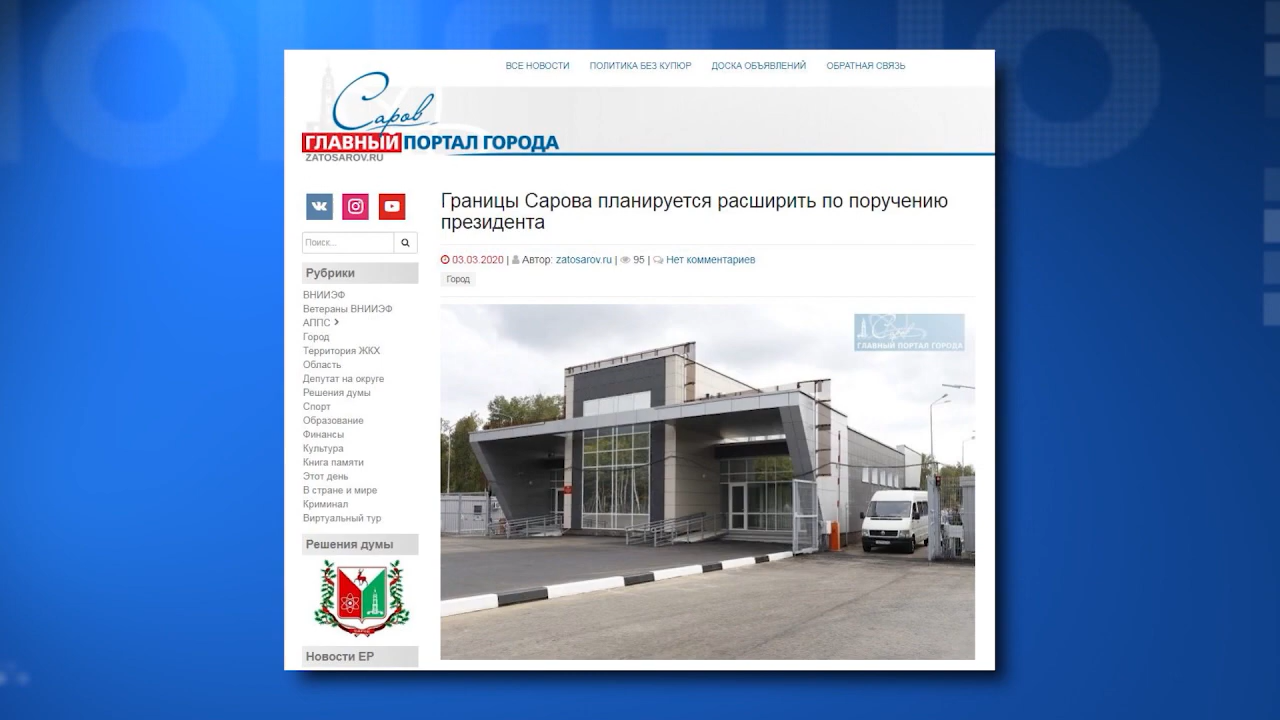 ВСЕ НОВОСТИ ПОЛИТИКА БЕЗ КУПЮР ДОСКА ОБЪЯВЛЕНИЙ ОБРАТНАЯ СВЯЗЬ
Саров
ГЛАВНЫЙ ПОРТАЛ ГОРОДА
ZATOSAROV.RU
Границы Сарова планируется расширить по поручению
президента
03.03.2020 | Автор: zatosarov.ru | 95 | Нет комментариев
Город
Поиск...
Рубрики
ВНИИЭФ
Ветераны ВНИИЭФ
АППС
Город
Территория ЖКХ
Область
Депутат на округе
Решения думы
Спорт
Образование
Финансы
Культура
Книга памяти
Этот день
В стране и мире
Криминал
Виртуальный тур
Решения думы
САРОВ
Новости ЕР
Саров
ГЛАВНЫЙ ПОРТАЛ ГОРОДА